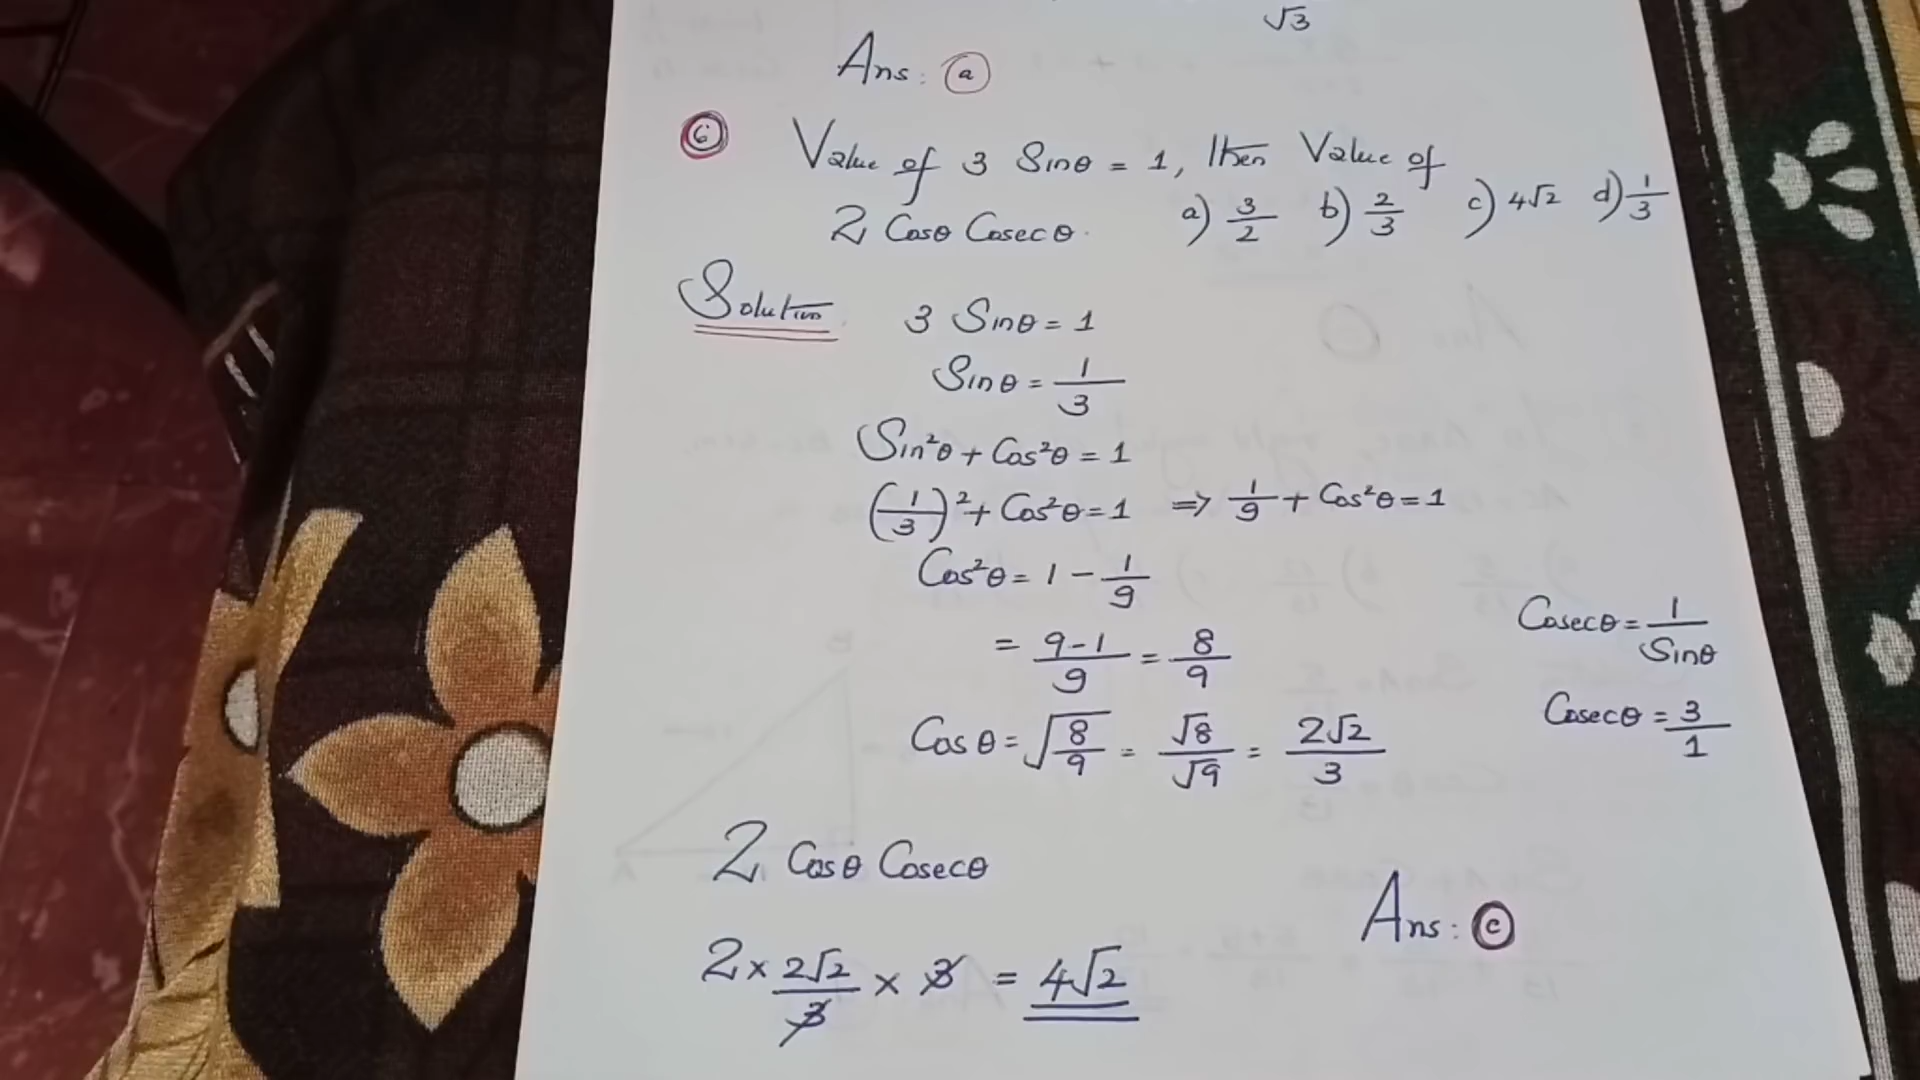 √3
Ans: ⓐ
⑥ Value of 3 Sinθ = 1, then Value of
2 Cosθ Cosecθ. a) 3/2 b) 2/3 c) 4√2 d) 1/3
Solution 3 Sinθ = 1
Sinθ = 1/3
Sin²θ + Cos²θ = 1
(1/3)² + Cos²θ = 1 ⇒ 1/9 + Cos²θ = 1
Cos²θ = 1 - 1/9
= 9-1/9 = 8/9
Cosecθ = 1/Sinθ
Cosθ = √8/9 = √8/√9 = 2√2/3
Cosecθ = 3/1
2 Cosθ Cosecθ
2 × 2√2/3 × 3 = 4√2
Ans: ⓒ